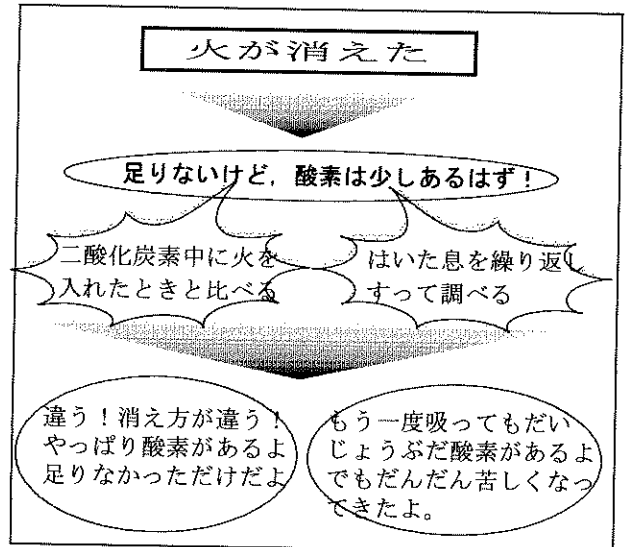 火が消えた
足りないけど，酸素は少しあるはず！
二酸化炭素中に火を
入れたときと比べる
はいた息を繰り返し
すって調べる
違う！消え方が違う！
やっぱり酸素があるよ
足りなかっただけだよ
もう一度吸ってもだい
じょうぶだ酸素があるよ
でもだんだん苦しくなっ
てきたよ。